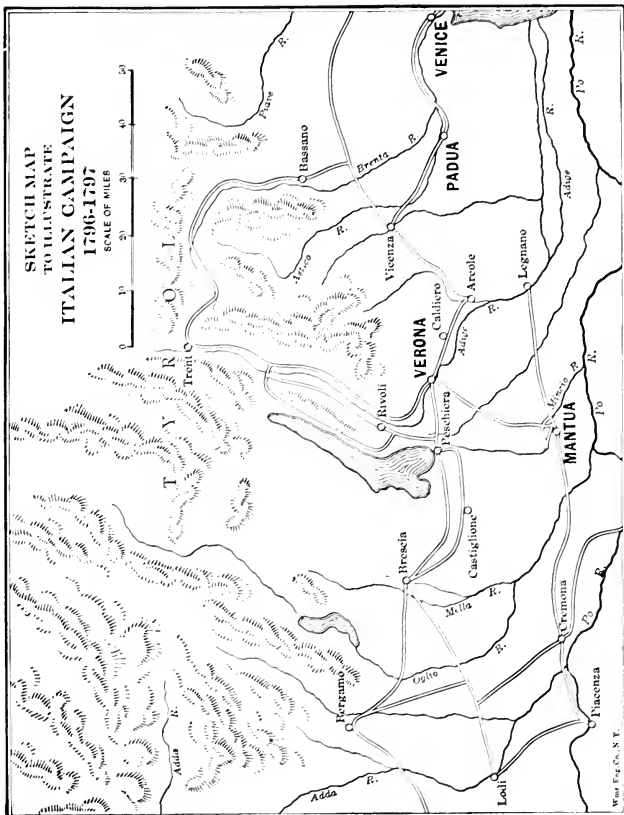 SKETCH MAP
TO ILLUSTRATE
ITALIAN CAMPAIGN
1796-1797
SCALE OF MILES
0 10 20 30 40 50
Adda R.
T Y R O L
Trent
Piave R.
Bassano
Brenta R.
Astico R.
Vicenza
PADUA
VENICE
Adda R.
Bergamo
Oglio R.
Brescia
Mella R.
Castiglione
Peschiera
Rivoli
VERONA
Caldiero
Adige R.
Arcole
Legnano
Adige R.
Lodi
Cremona
MANTUA
Mincio R.
Piacenza
Po R.
Po R.
Po R.
Eng Co., N.Y.